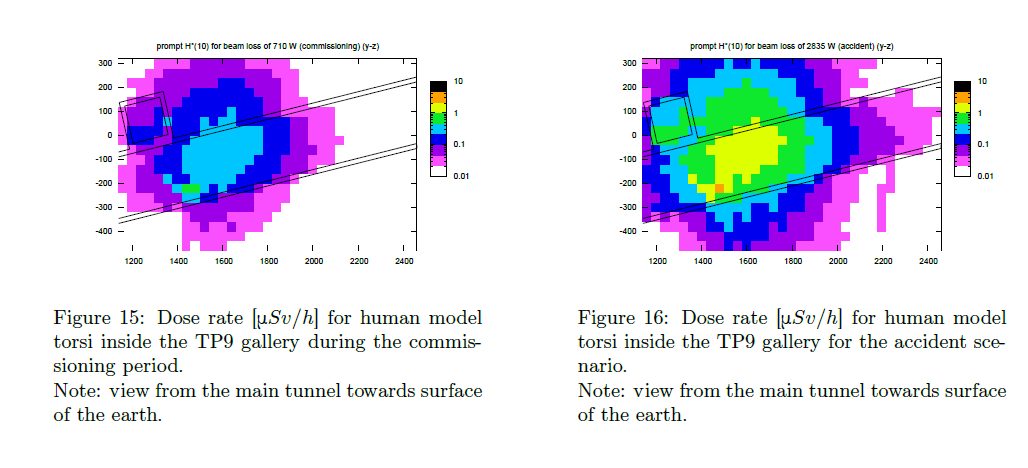 prompt H*(10) for beam loss of 710 W (commissioning) (y-z)
300
200
100
0
-100
-200
-300
-400
1200 1400 1600 1800 2000 2200 2400
10
1
0.1
0.01
prompt H*(10) for beam loss of 2835 W (accident) (y-z)
300
200
100
0
-100
-200
-300
-400
1200 1400 1600 1800 2000 2200 2400
10
1
0.1
0.01
Figure 15: Dose rate [µSv/h] for human model
torsi inside the TP9 gallery during the commis-
sioning period.
Note: view from the main tunnel towards surface
of the earth.
Figure 16: Dose rate [µSv/h] for human model
torsi inside the TP9 gallery for the accident sce-
nario.
Note: view from the main tunnel towards surface
of the earth.